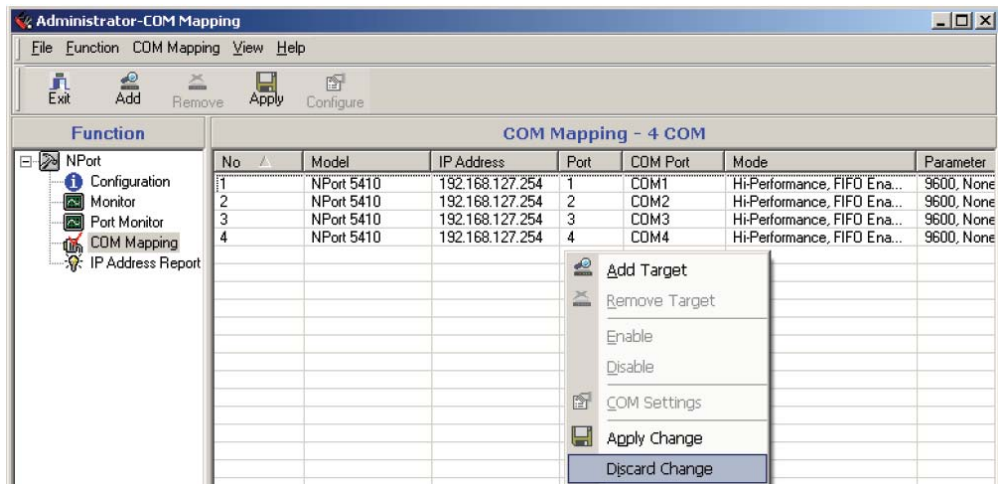 Administrator-COM Mapping
File Function COM Mapping View Help
Exit Add Remove Apply Configure
Function
COM Mapping - 4 COM
NPort
Configuration
Monitor
Port Monitor
COM Mapping
IP Address Report
No Model IP Address Port COM Port Mode Parameter
1 NPort 5410 192.168.127.254 1 COM1 Hi-Performance, FIFO Ena... 9600, None
2 NPort 5410 192.168.127.254 2 COM2 Hi-Performance, FIFO Ena... 9600, None
3 NPort 5410 192.168.127.254 3 COM3 Hi-Performance, FIFO Ena... 9600, None
4 NPort 5410 192.168.127.254 4 COM4 Hi-Performance, FIFO Ena... 9600, None
Add Target
Remove Target
Enable
Disable
COM Settings
Apply Change
Discard Change